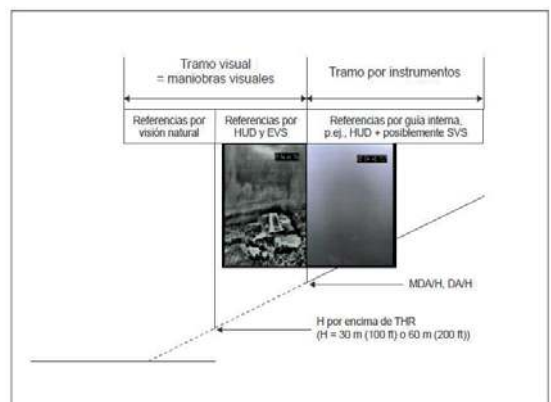 Tramo visual
= maniobras visuales
Tramo por instrumentos
Referencias por
visión natural
Referencias por
HUD y EVS
Referencias por guía interna,
p.ej., HUD + posiblemente SVS
MDA/H, DA/H
H por encima de THR
(H = 30 m (100 ft) o 60 m (200 ft))